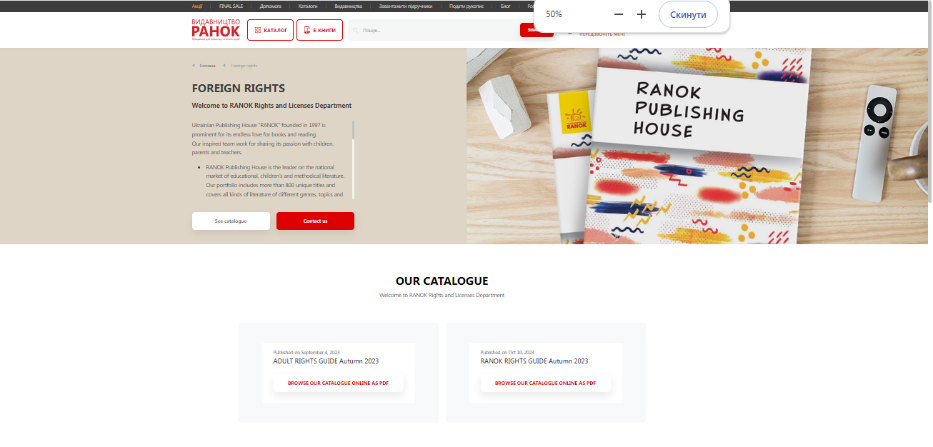 Акції FINAL SALE Допомога Каталоги Видавництва Завантажити підручники Подати рукопис Блог
50% Скинути
ВИДАВНИЦТВО
РАНОК
КАТАЛОГ Е-КНИГИ Пошук...
Головна Foreign rights
FOREIGN RIGHTS
Welcome to RANOK Rights and Licenses Department
Ukrainian Publishing House "RANOK" founded in 1997 is
prominent for its endless love for books and reading.
Our inspired team work for sharing its passion with children,
parents and teachers.
RANOK Publishing House is the leader on the national
market of educational, children's and methodical literature.
Our portfolio includes more than 800 unique titles and
covers all kinds of literature of different genres, topics and
See catalogue Contact us
RANOK
PUBLISHING
HOUSE
РАНОК
OUR CATALOGUE
Welcome to RANOK Rights and Licenses Department
Published on September 6, 2023
ADULT RIGHTS GUIDE Autumn 2023
BROWSE OUR CATALOGUE ONLINE AS PDF
Published on Oct 10, 2023
RANOK RIGHTS GUIDE Autumn 2023
BROWSE OUR CATALOGUE ONLINE AS PDF